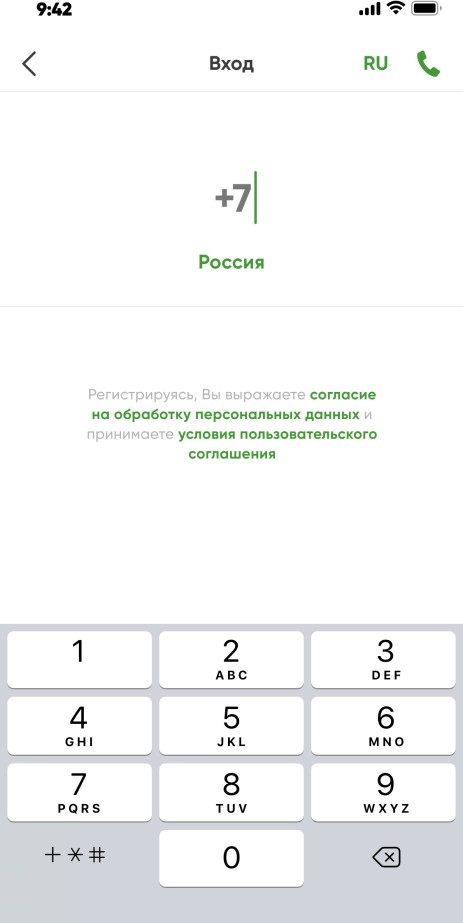 9:42
Вход
RU
+7
Россия
Регистрируясь, Вы выражаете согласие
на обработку персональных данных и
принимаете условия пользовательского
соглашения
1
2
ABC
3
DEF
4
GHI
5
JKL
6
MNO
7
PQRS
8
TUV
9
WXYZ
+*#
0